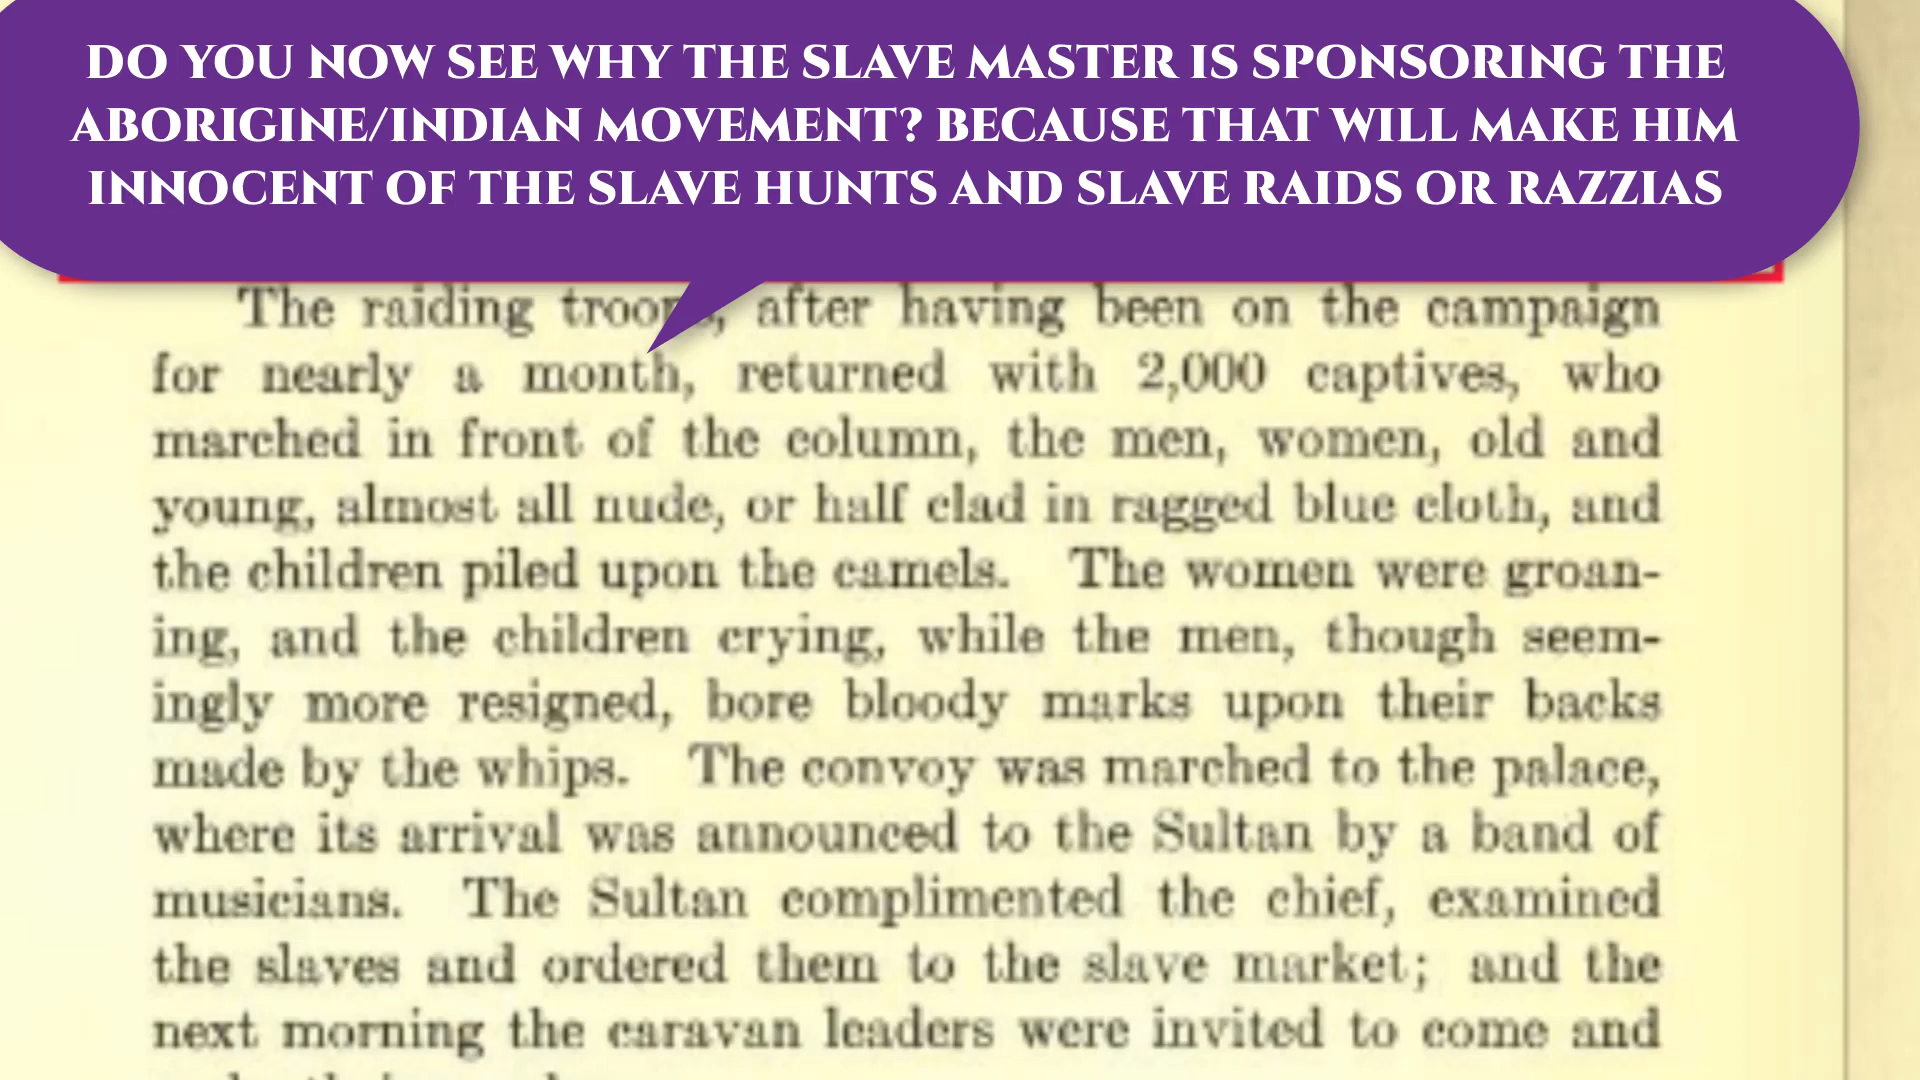 DO YOU NOW SEE WHY THE SLAVE MASTER IS SPONSORING THE
ABORIGINE/INDIAN MOVEMENT? BECAUSE THAT WILL MAKE HIM
INNOCENT OF THE SLAVE HUNTS AND SLAVE RAIDS OR RAZZIAS
The raiding troops, after having been on the campaign
for nearly a month, returned with 2,000 captives, who
marched in front of the column, the men, women, old and
young, almost all nude, or half clad in ragged blue cloth, and
the children piled upon the camels. The women were groan-
ing, and the children crying, while the men, though seem-
ingly more resigned, bore bloody marks upon their backs
made by the whips. The convoy was marched to the palace,
where its arrival was announced to the Sultan by a band of
musicians. The Sultan complimented the chief, examined
the slaves and ordered them to the slave market; and the
next morning the caravan leaders were invited to come and